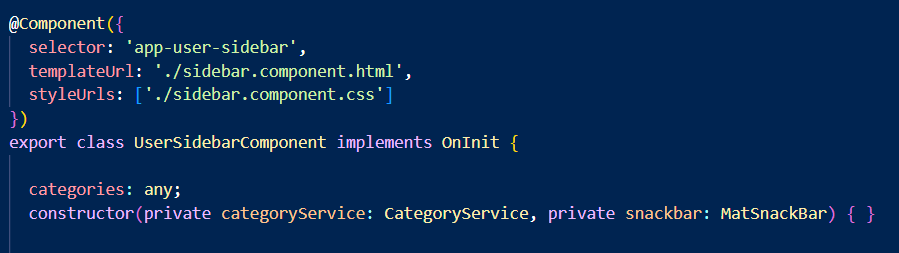 @Component({
  selector: 'app-user-sidebar',
  templateUrl: './sidebar.component.html',
  styleUrls: ['./sidebar.component.css']
})
export class UserSidebarComponent implements OnInit {
  categories: any;
  constructor(private categoryService: CategoryService, private snackbar: MatSnackBar) { }